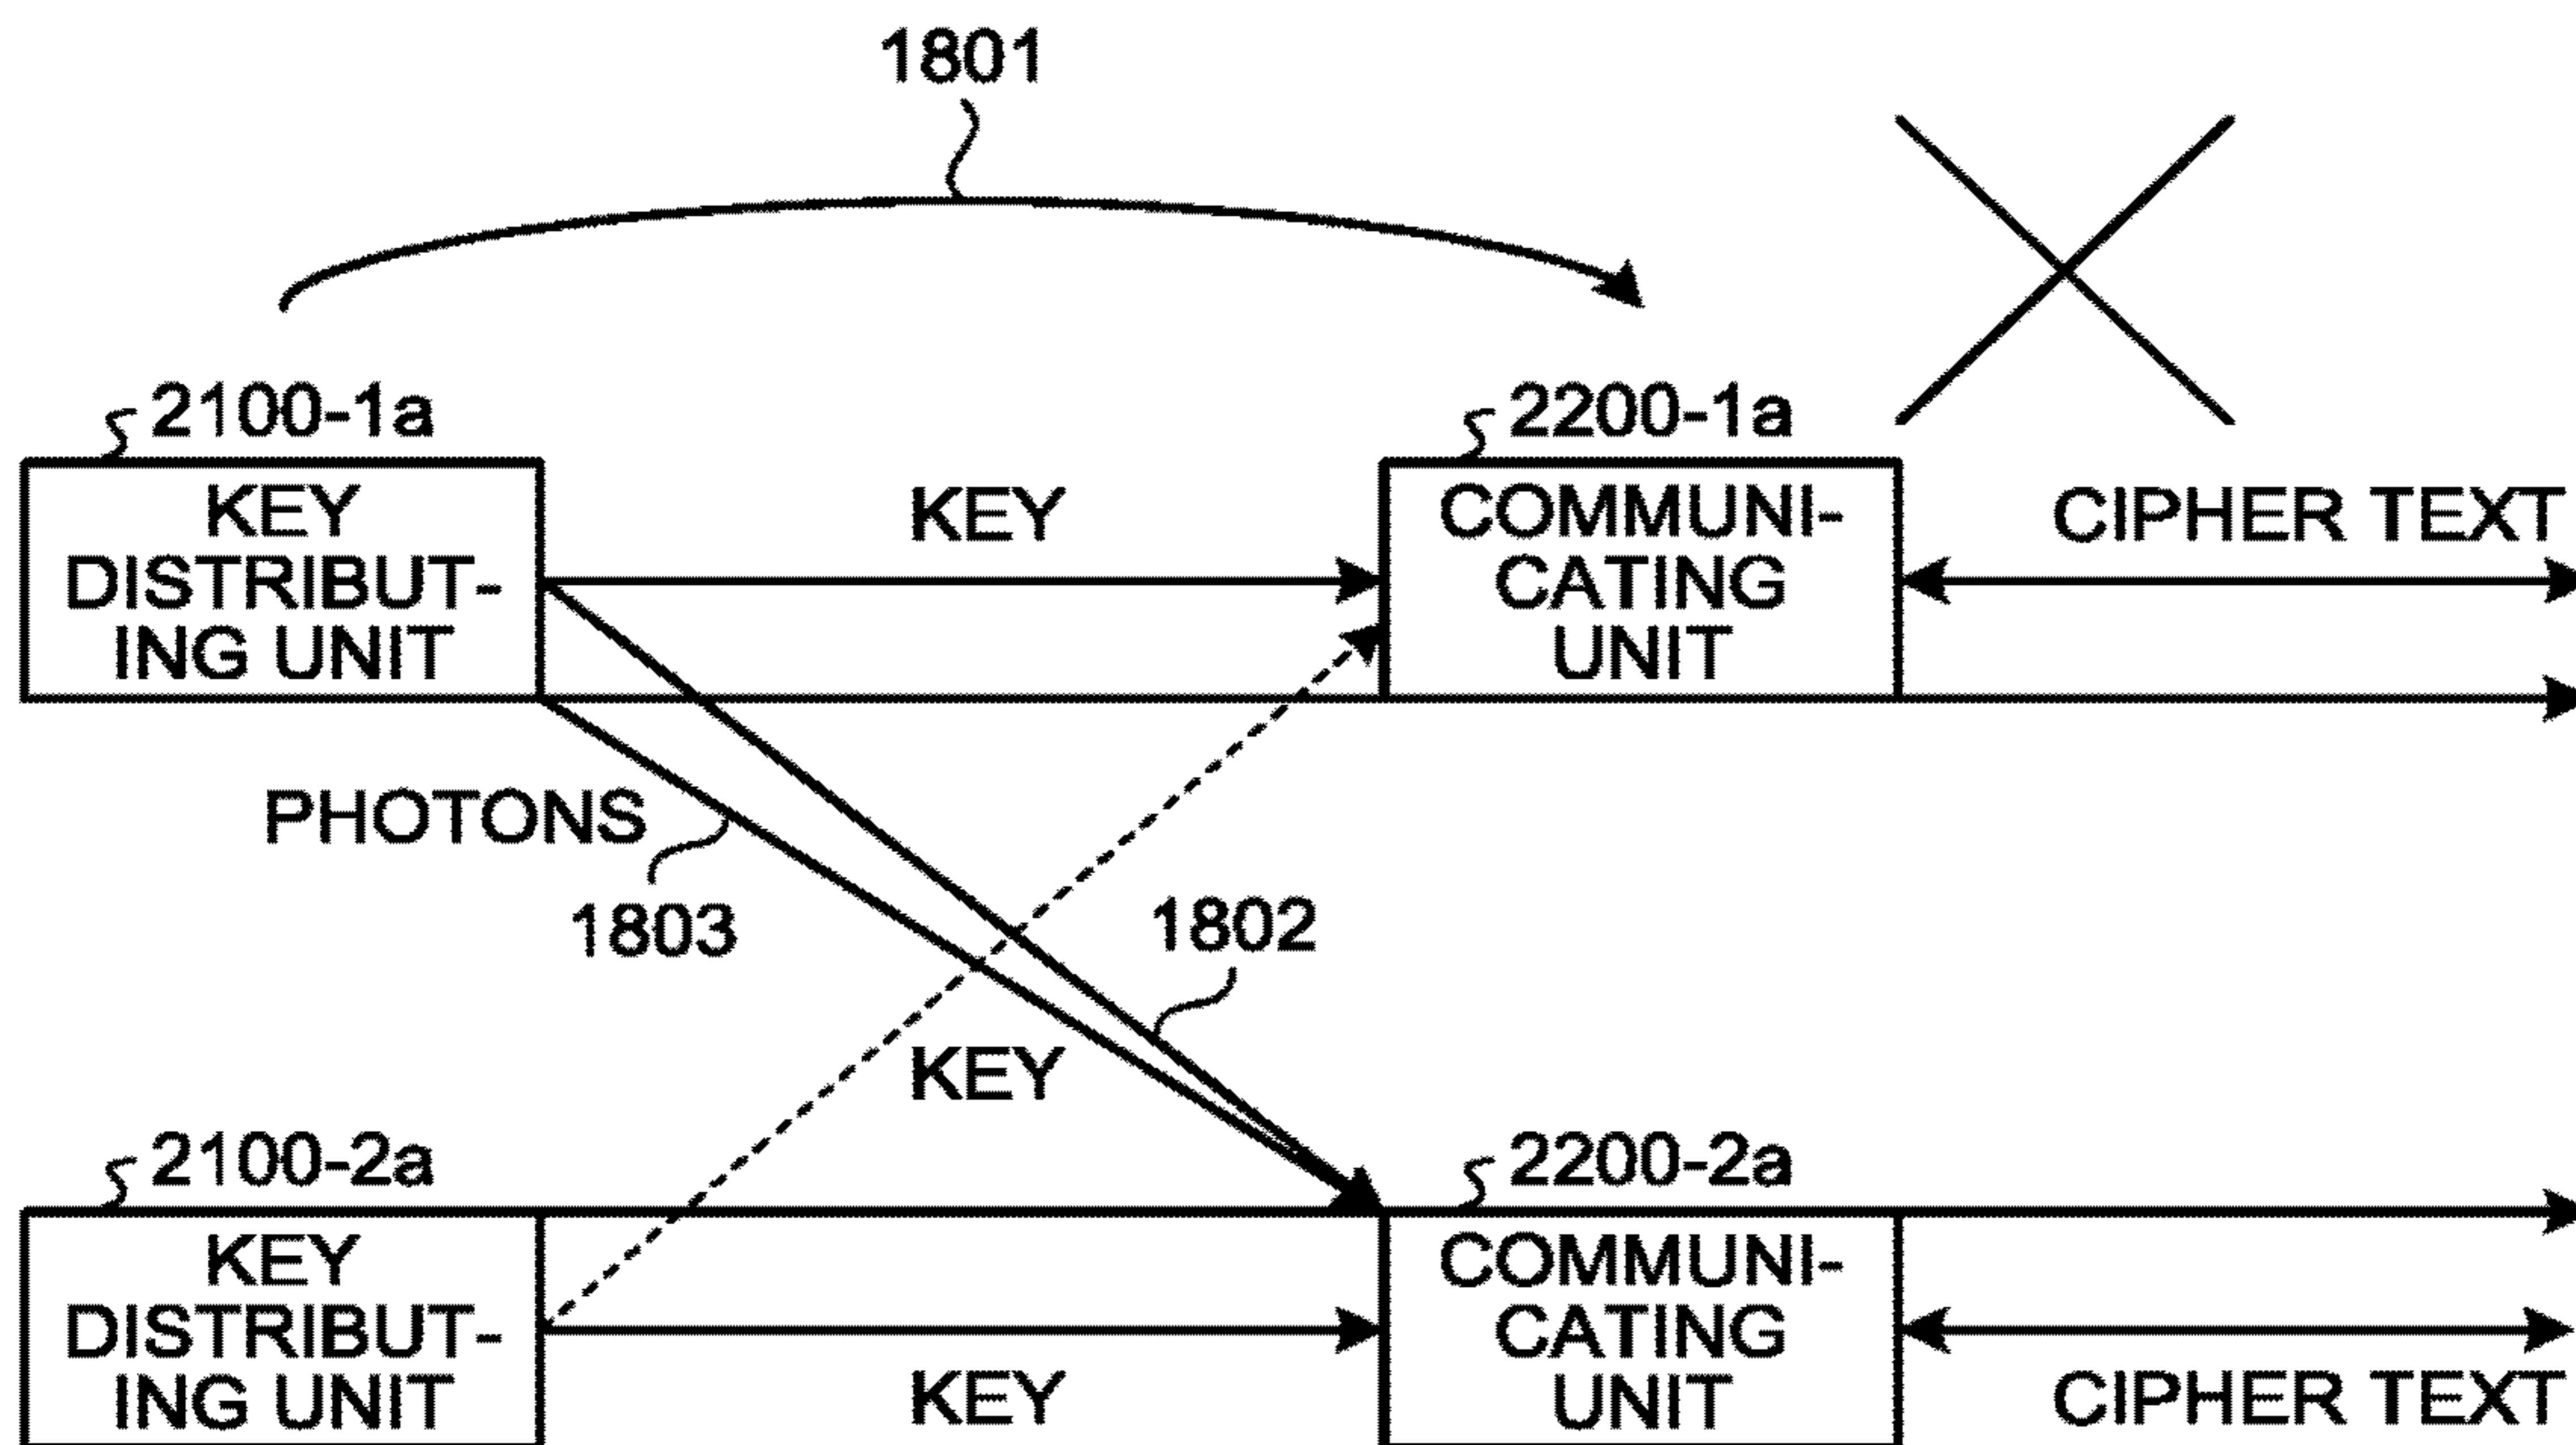 1801
2100-1a
2200-1a
KEY
DISTRIBUT-
ING UNIT
KEY
COMMUNI-
CATING
UNIT
CIPHER TEXT
PHOTONS
1803
1802
KEY
2100-2a
2200-2a
KEY
DISTRIBUT-
ING UNIT
KEY
COMMUNI-
CATING
UNIT
CIPHER TEXT